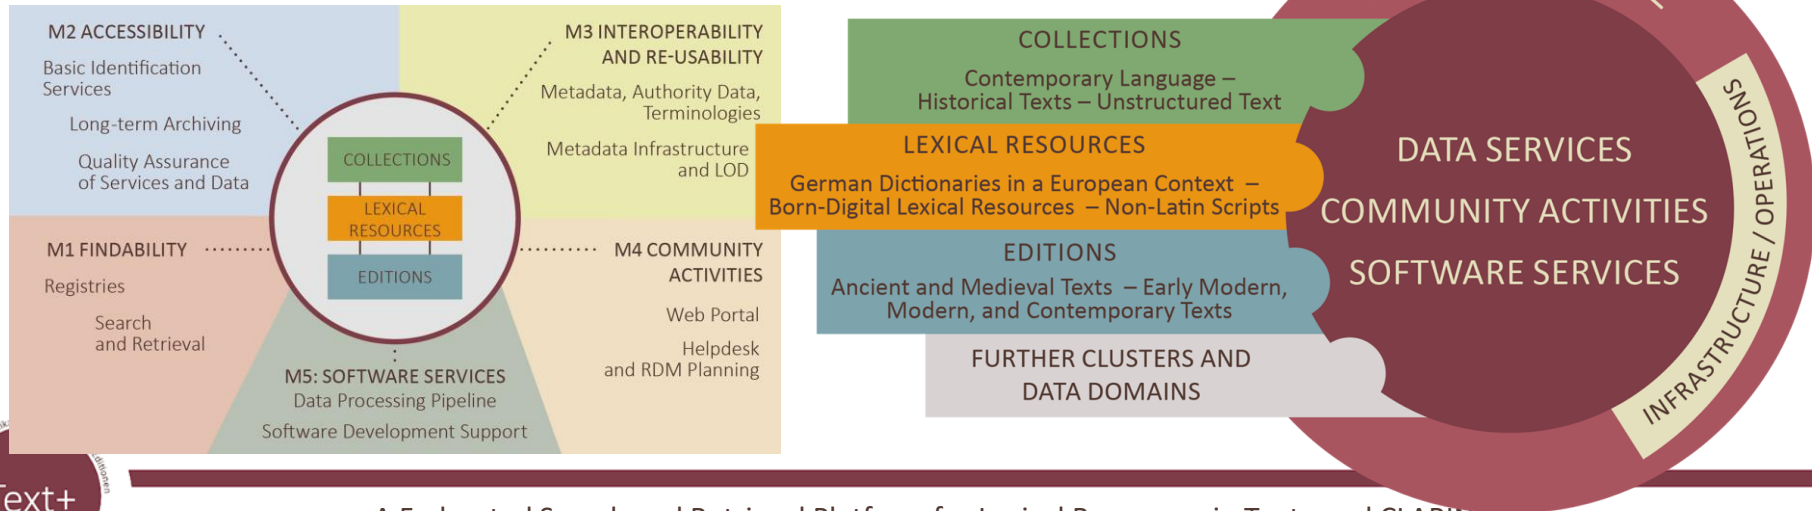 M2 ACCESSIBILITY
Basic Identification
Services
Long-term Archiving
Quality Assurance
of Services and Data
M3 INTEROPERABILITY
AND RE-USABILITY
Metadata, Authority Data,
Terminologies
Metadata Infrastructure
and LOD
COLLECTIONS
LEXICAL
RESOURCES
EDITIONS
M1 FINDABILITY
Registries
Search
and Retrieval
M4 COMMUNITY
ACTIVITIES
Web Portal
Helpdesk
and RDM Planning
M5: SOFTWARE SERVICES
Data Processing Pipeline
Software Development Support
COLLECTIONS
Contemporary Language –
Historical Texts – Unstructured Text
LEXICAL RESOURCES
German Dictionaries in a European Context –
Born-Digital Lexical Resources – Non-Latin Scripts
EDITIONS
Ancient and Medieval Texts – Early Modern,
Modern, and Contemporary Texts
FURTHER CLUSTERS AND
DATA DOMAINS
DATA SERVICES
COMMUNITY ACTIVITIES
SOFTWARE SERVICES
INFRASTRUCTURE / OPERATIONS
ext+